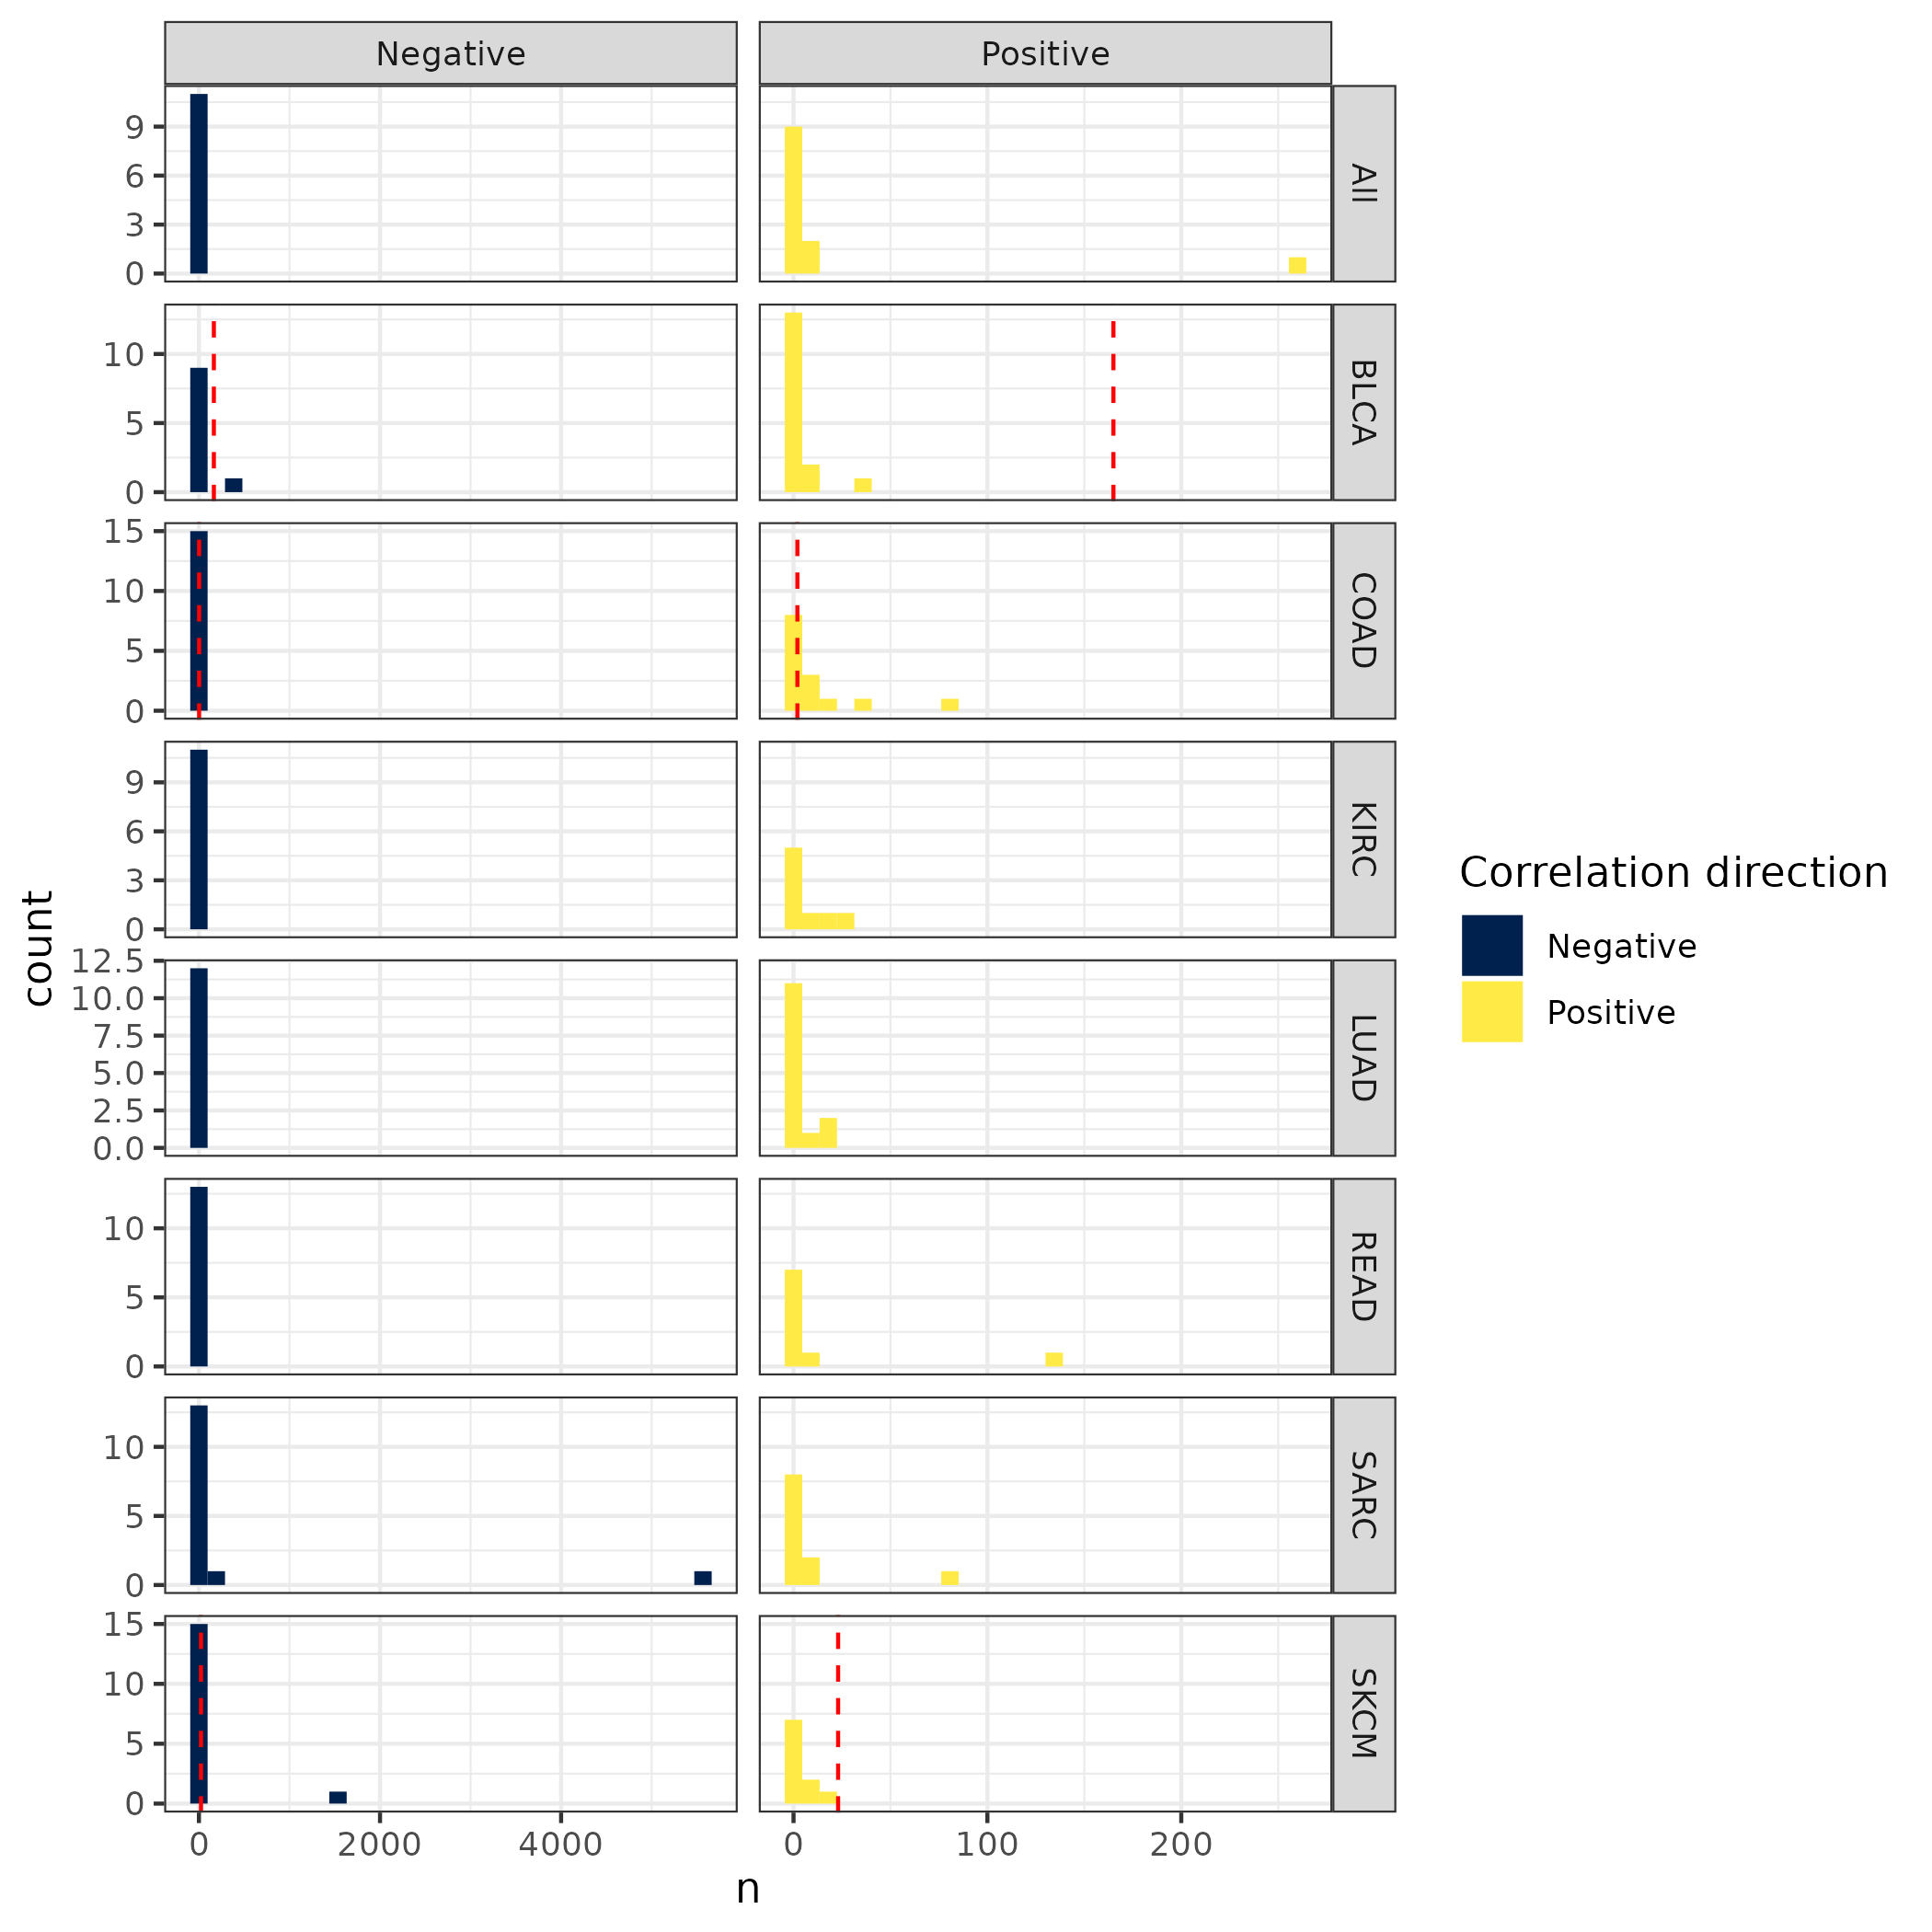 Negative Positive
9
6
3
0
All
10
5
0
BLCA
15
10
5
0
COAD
9
6
3
0
KIRC
12.5
10.0
7.5
5.0
2.5
0.0
LUAD
10
5
0
READ
10
5
0
SARC
15
10
5
0
SKCM
0 2000 4000 0 100 200
n
count
Correlation direction
Negative
Positive